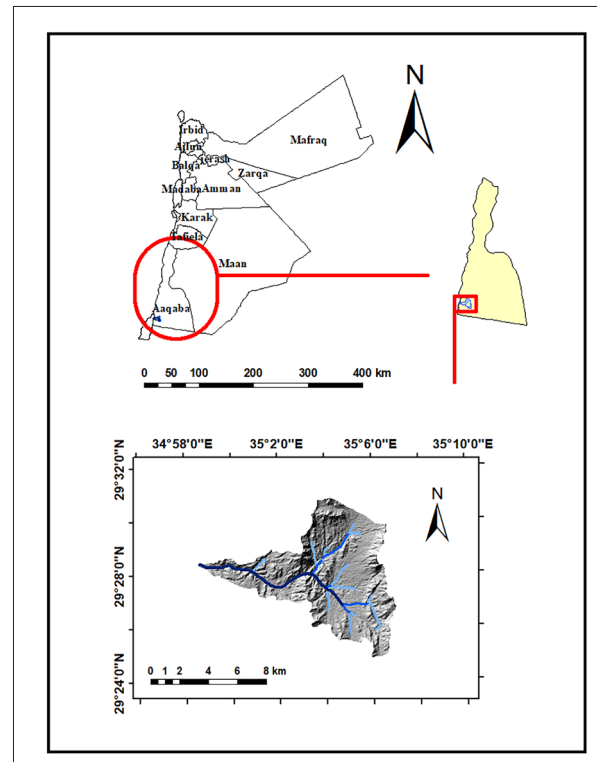 N
Irbid
Ajlun
Jerash
Mafraq
Balqa
Zarqa
Madaba Amman
Karak
Tafiela
Maan
Aaqaba
0 50 100 200 300 400 km
34°58'0"E 35°2'0"E 35°6'0"E 35°10'0"E
29°32'0"N
N
29°28'0"N
0 1 2 4 6 8 km
29°24'0"N